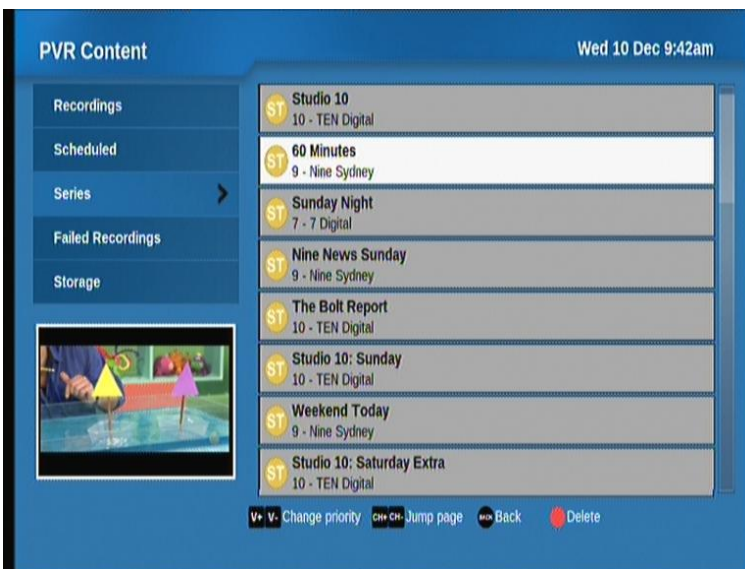 PVR Content
Wed 10 Dec 9:42am
Recordings
Scheduled
Series
Failed Recordings
Storage
ST
Studio 10
10 - TEN Digital
ST
60 Minutes
9 - Nine Sydney
ST
Sunday Night
7 - 7 Digital
ST
Nine News Sunday
9 - Nine Sydney
ST
The Bolt Report
10 - TEN Digital
ST
Studio 10: Sunday
10 - TEN Digital
ST
Weekend Today
9 - Nine Sydney
ST
Studio 10: Saturday Extra
10 - TEN Digital
V+ V- Change priority CH+ CH- Jump page BACK Back Delete